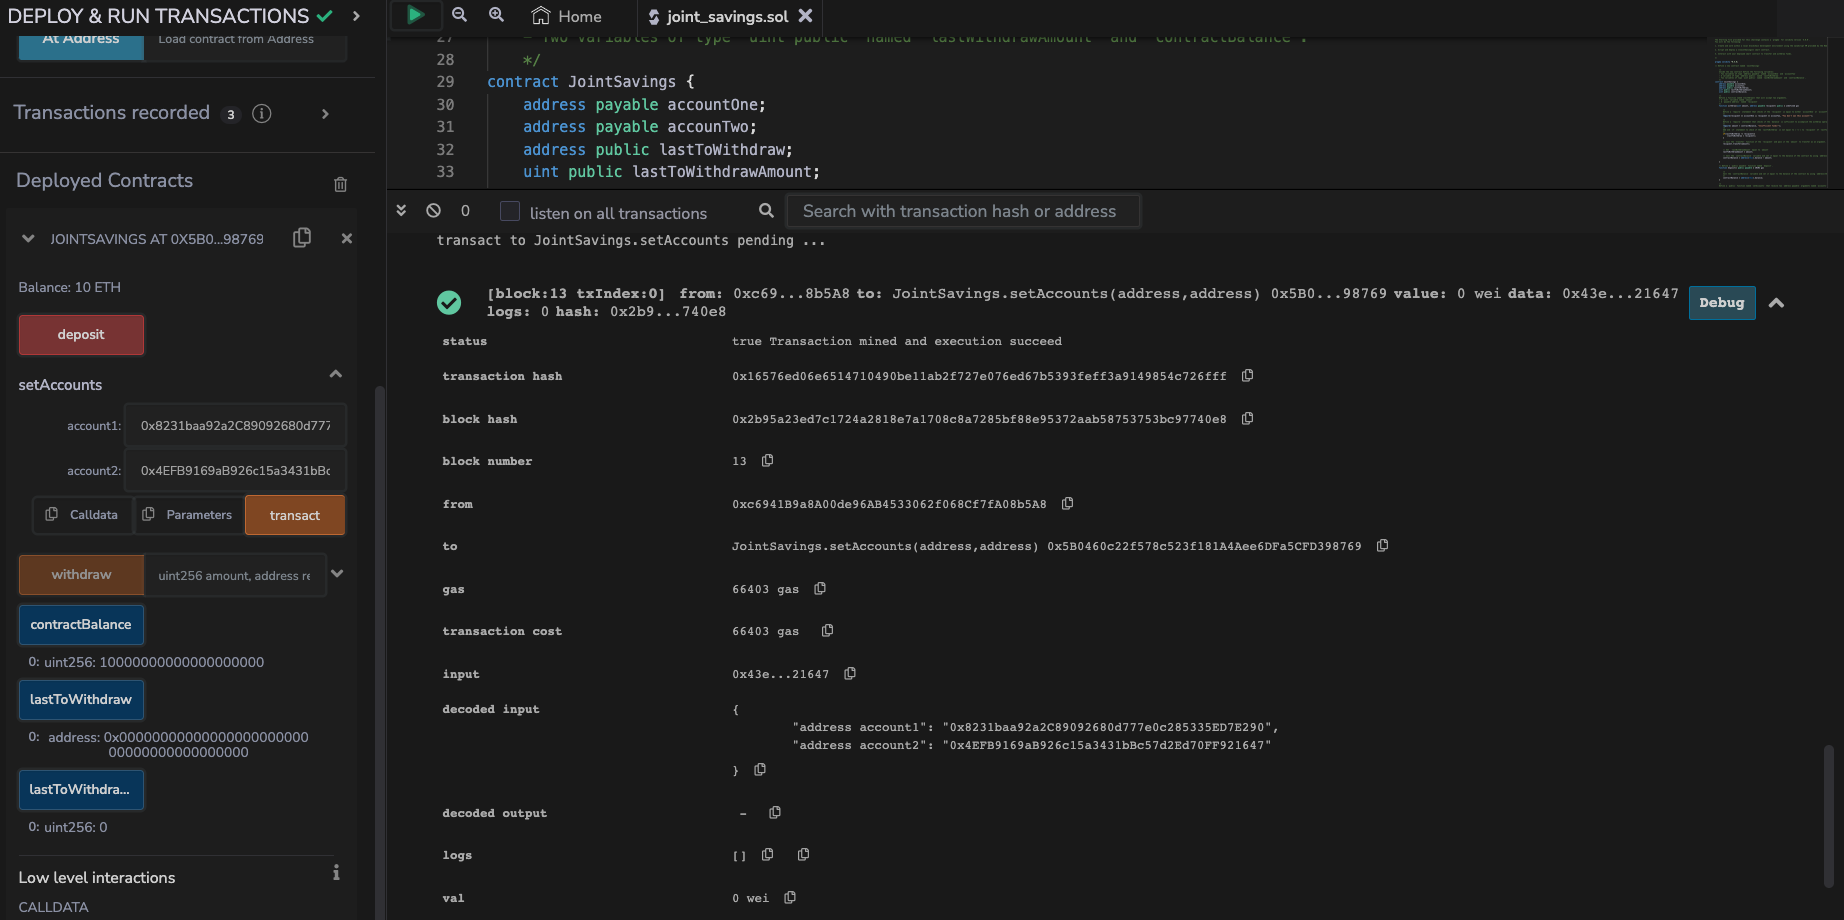 DEPLOY & RUN TRANSACTIONS
At Address
Load contract from Address
Transactions recorded 3
Deployed Contracts
JOINTSAVINGS AT 0X5B0...98769
Balance: 10 ETH
deposit
setAccounts
account1: 0x8231baa92a2C89092680d777
account2: 0x4EFB9169aB926c15a3431bBc
Calldata
Parameters
transact
withdraw
uint256 amount, address re
contractBalance
0: uint256: 10000000000000000000
lastToWithdraw
0: address: 0x00000000000000000000000
00000000000000000
lastToWithdra...
0: uint256: 0
Low level interactions
CALLDATA
Home
joint_savings.sol
27 - Two variables of type `uint public` named `lastWithdrawAmount` and `contractBalance`.
28 */
29 contract JointSavings {
30 address payable accountOne;
31 address payable accounTwo;
32 address public lastToWithdraw;
33 uint public lastToWithdrawAmount;
0
listen on all transactions
Search with transaction hash or address
transact to JointSavings.setAccounts pending ...
[block:13 txIndex:0] from: 0xc69...8b5A8 to: JointSavings.setAccounts(address,address) 0x5B0...98769 value: 0 wei data: 0x43e...21647
logs: 0 hash: 0x2b9...740e8
Debug
status true Transaction mined and execution succeed
transaction hash 0x16576ed06e6514710490be11ab2f727e076ed67b5393feff3a9149854c726fff
block hash 0x2b95a23ed7c1724a2818e7a1708c8a7285bf88e95372aab58753753bc97740e8
block number 13
from 0xc6941B9a8A00de96AB4533062f068Cf7fA08b5A8
to JointSavings.setAccounts(address,address) 0x5B0460c22f578c523f181A4Aee6DFa5CFD398769
gas 66403 gas
transaction cost 66403 gas
input 0x43e...21647
decoded input {
"address account1": "0x8231baa92a2C89092680d777e0c285335ED7E290",
"address account2": "0x4EFB9169aB926c15a3431bBc57d2Ed70FF921647"
}
decoded output -
logs []
val 0 wei